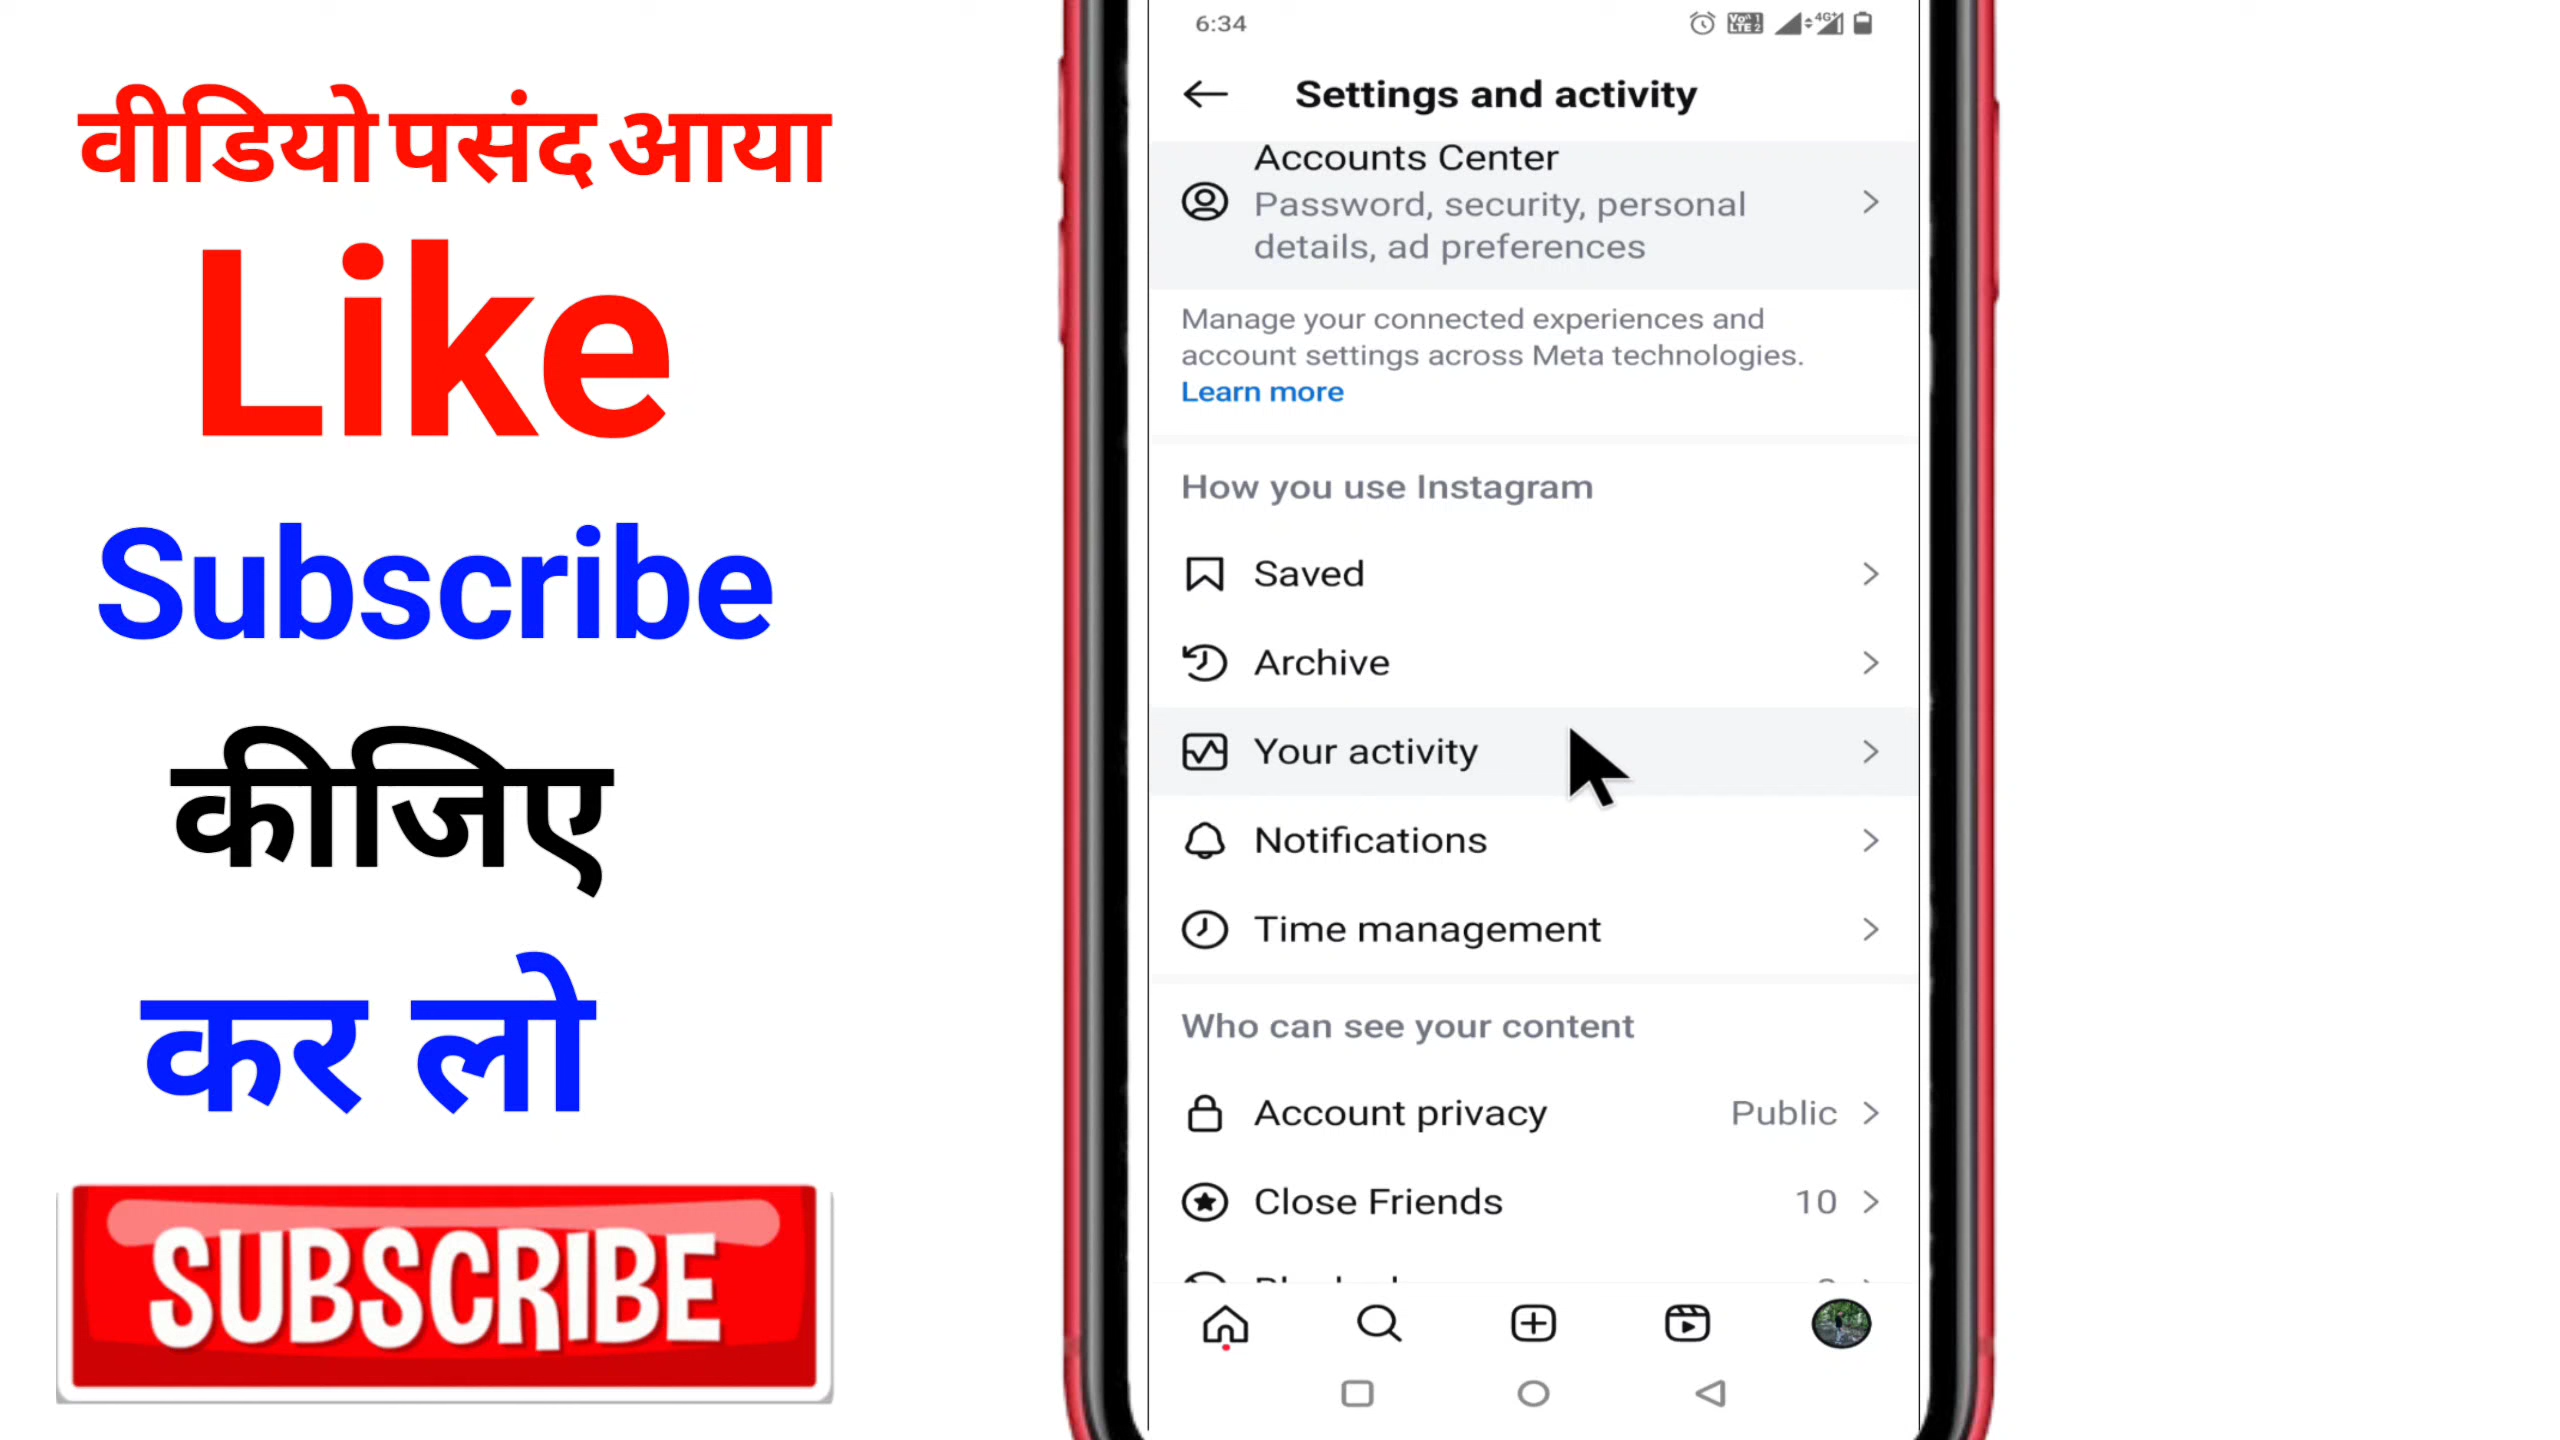 वीडियो पसंद आया
Like
Subscribe
कीजिए
कर लो
SUBSCRIBE
6:34
Settings and activity
Accounts Center
Password, security, personal
details, ad preferences
Manage your connected experiences and
account settings across Meta technologies.
Learn more
How you use Instagram
Saved
Archive
Your activity
Notifications
Time management
Who can see your content
Account privacy Public
Close Friends 10